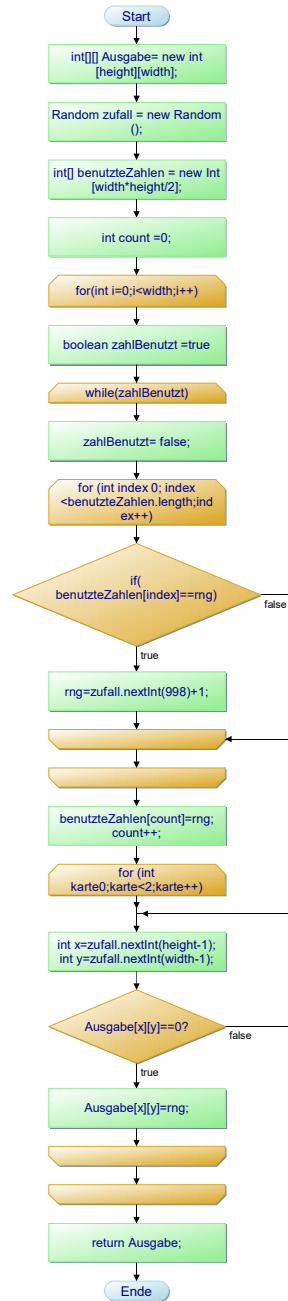 Start
int[][] Ausgabe= new int
[height][width];
Random zufall = new Random
();
int[] benutzteZahlen = new Int
[width*height/2];
int count =0;
for(int i=0;i<width;i++)
boolean zahlBenutzt =true
while(zahlBenutzt)
zahlBenutzt= false;
for (int index 0; index
<benutzteZahlen.length;ind
ex++)
if(
benutzteZahlen[index]==rng)
false
true
rng=zufall.nextInt(998)+1;
benutzteZahlen[count]=rng;
count++;
for (int
karte0;karte<2;karte++)
int x=zufall.nextInt(height-1);
int y=zufall.nextInt(width-1);
Ausgabe[x][y]==0?
false
true
Ausgabe[x][y]=rng;
return Ausgabe;
Ende